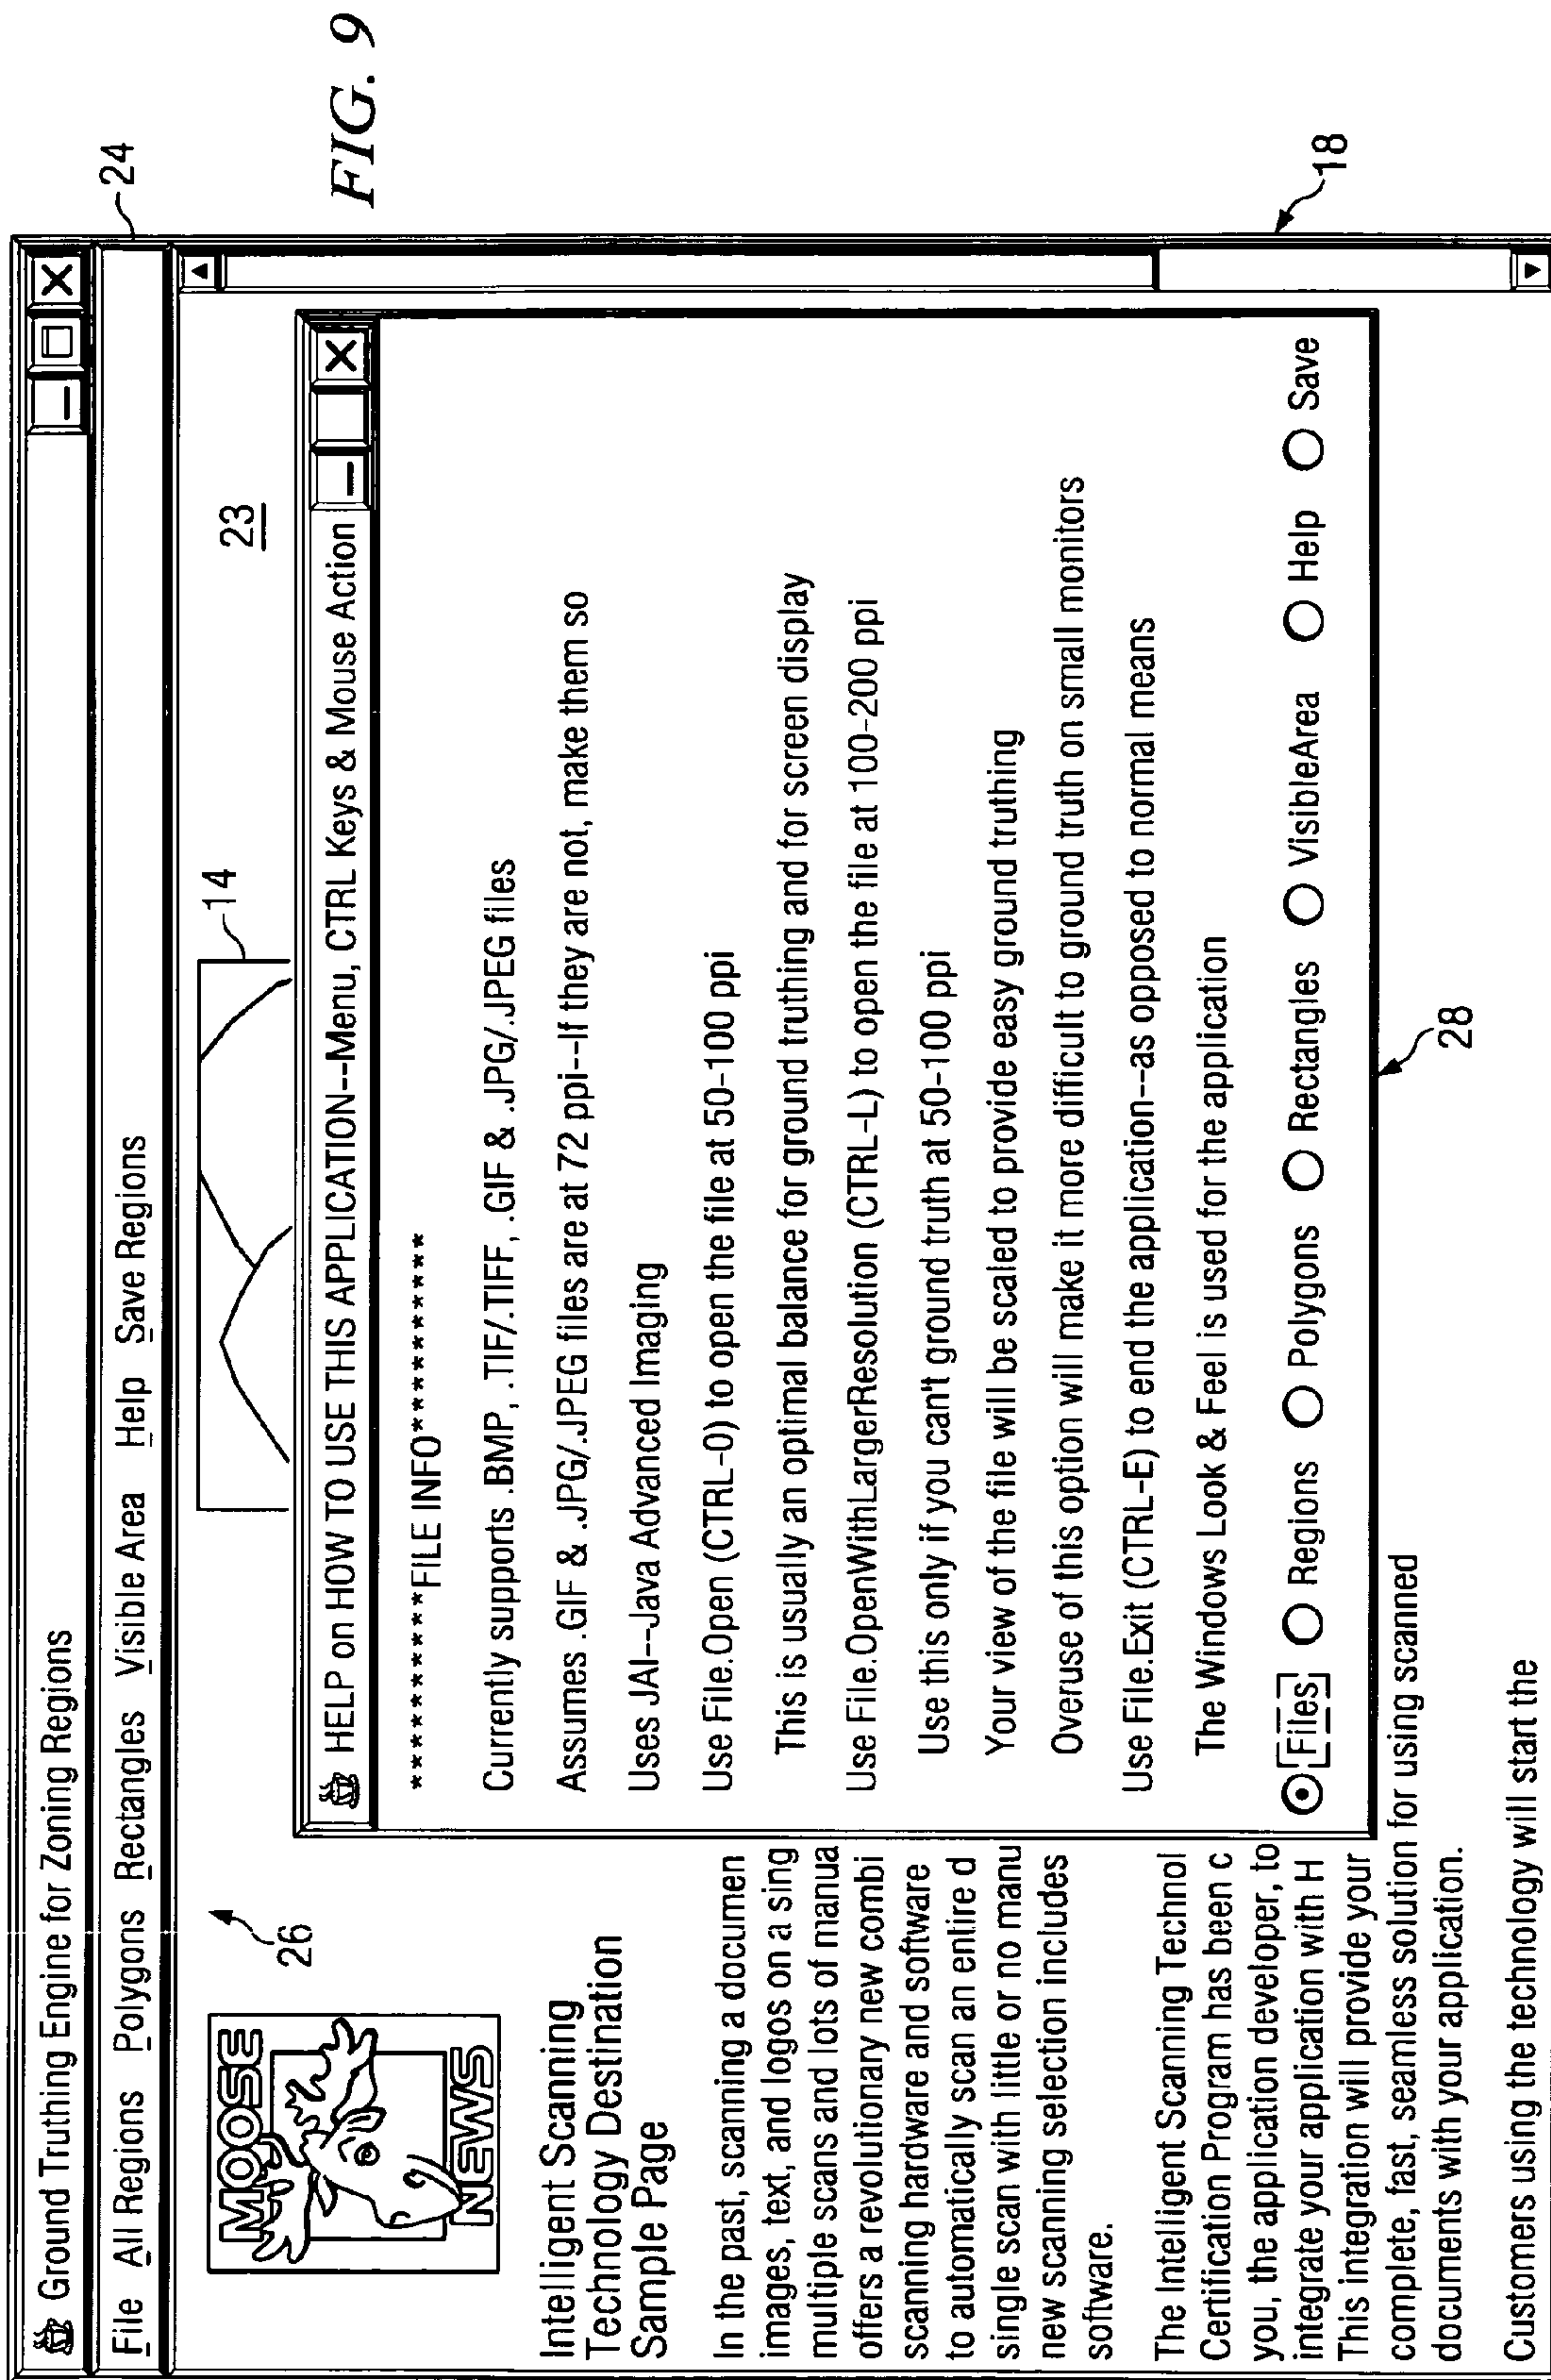 FIG. 9
Ground Truthing Engine for Zoning Regions
24
File All Regions Polygons Rectangles Visible Area Help Save Regions
26
14
23
MOOSE
NEWS
Intelligent Scanning
Technology Destination
Sample Page
In the past, scanning a documen
images, text, and logos on a sing
multiple scans and lots of manua
offers a revolutionary new combi
scanning hardware and software
to automatically scan an entire d
single scan with little or no manu
new scanning selection includes
software.
The Intelligent Scanning Technol
Certification Program has been c
you, the application developer, to
integrate your application with H
This integration will provide your
complete, fast, seamless solution for using scanned
documents with your application.
Customers using the technology will start the
HELP on HOW TO USE THIS APPLICATION--Menu, CTRL Keys & Mouse Action
************FILE INFO************
Currently supports .BMP, .TIF/.TIFF, .GIF & .JPG/.JPEG files
Assumes .GIF & .JPG/.JPEG files are at 72 ppi--If they are not, make them so
Uses JAI--Java Advanced Imaging
Use File.Open (CTRL-O) to open the file at 50-100 ppi
This is usually an optimal balance for ground truthing and for screen display
Use File.OpenWithLargerResolution (CTRL-L) to open the file at 100-200 ppi
Use this only if you can't ground truth at 50-100 ppi
Your view of the file will be scaled to provide easy ground truthing
Overuse of this option will make it more difficult to ground truth on small monitors
Use File.Exit (CTRL-E) to end the application--as opposed to normal means
The Windows Look & Feel is used for the application
Files Regions Polygons Rectangles VisibleArea Help Save
28
18